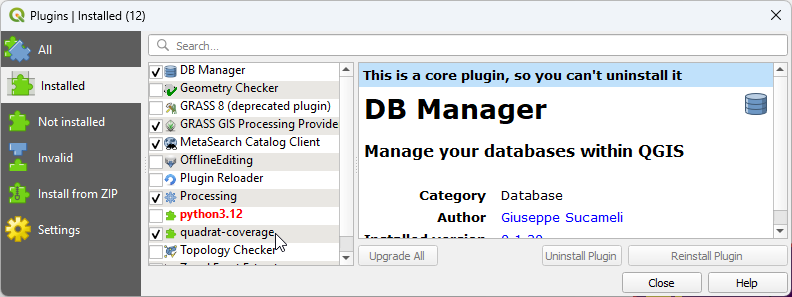 Plugins | Installed (12)
All
Installed
Not installed
Invalid
Install from ZIP
Settings
Search...
DB Manager
Geometry Checker
GRASS 8 (deprecated plugin)
GRASS GIS Processing Provide
MetaSearch Catalog Client
OfflineEditing
Plugin Reloader
Processing
python3.12
quadrat-coverage
Topology Checker
This is a core plugin, so you can't uninstall it
DB Manager
Manage your databases within QGIS
Category Database
Author Giuseppe Sucameli
Installed version 0.1.20
Upgrade All
Uninstall Plugin
Reinstall Plugin
Close
Help